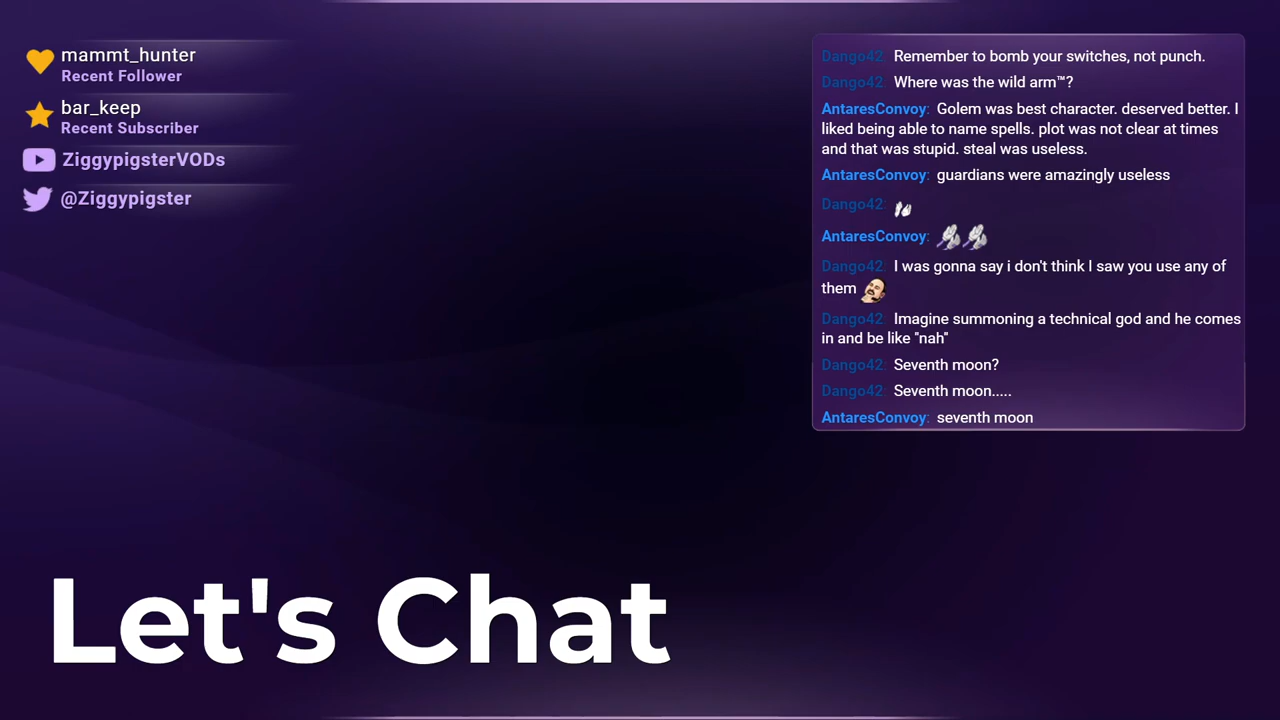 mammt_hunter
Recent Follower
bar_keep
Recent Subscriber
ZiggypigsterVODs
@Ziggypigster
Dango42: Remember to bomb your switches, not punch.
Dango42: Where was the wild arm™?
AntaresConvoy: Golem was best character. deserved better. I
liked being able to name spells. plot was not clear at times
and that was stupid. steal was useless.
AntaresConvoy: guardians were amazingly useless
Dango42:
AntaresConvoy:
Dango42: I was gonna say i don't think I saw you use any of
them
Dango42: Imagine summoning a technical god and he comes
in and be like "nah"
Dango42: Seventh moon?
Dango42: Seventh moon.....
AntaresConvoy: seventh moon
Let's Chat